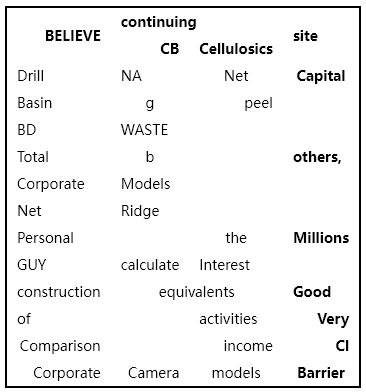 continuing
BELIEVE site
CB Cellulosics
Drill NA Net Capital
Basin g peel
BD WASTE
Total b others,
Corporate Models
Net Ridge
Personal the Millions
GUY calculate Interest
construction equivalents Good
of activities Very
Comparison income CI
Corporate Camera models Barrier